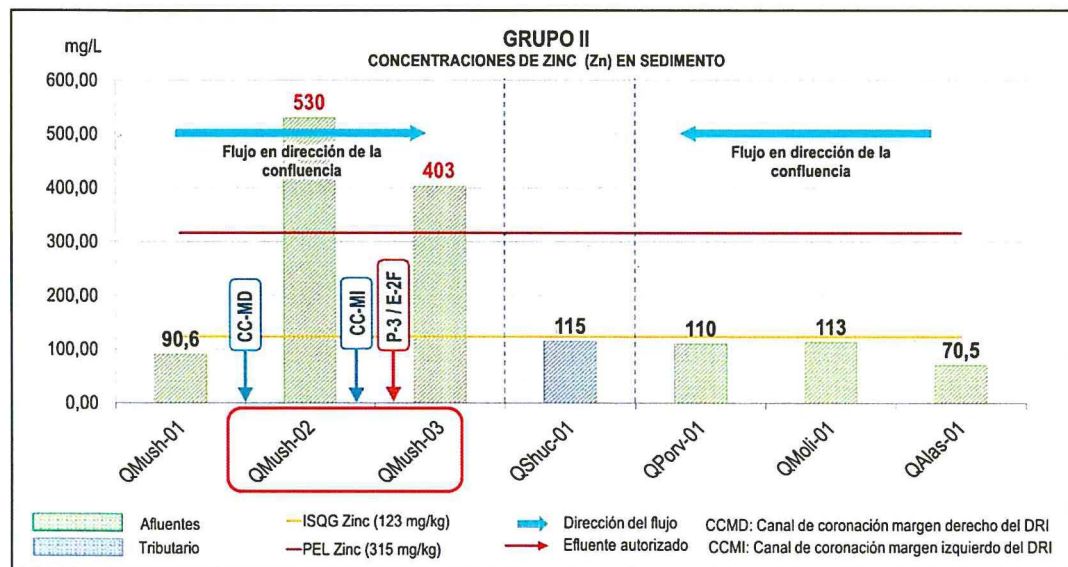 GRUPO II
CONCENTRACIONES DE ZINC (Zn) EN SEDIMENTO
mg/L
600,00
500,00
400,00
300,00
200,00
100,00
0,00
Flujo en dirección de la
confluencia
Flujo en dirección de la
confluencia
90,6
530
403
115
110
113
70,5
CC-MD
CC-MI
P-3 / E-2F
QMush-01
QMush-02
QMush-03
QShuc-01
QPorv-01
QMoli-01
QAlas-01
Afluentes
Tributario
ISQG Zinc (123 mg/kg)
PEL Zinc (315 mg/kg)
Dirección del flujo
Efluente autorizado
CCMD: Canal de coronación margen derecho del DRI
CCMI: Canal de coronación margen izquierdo del DRI